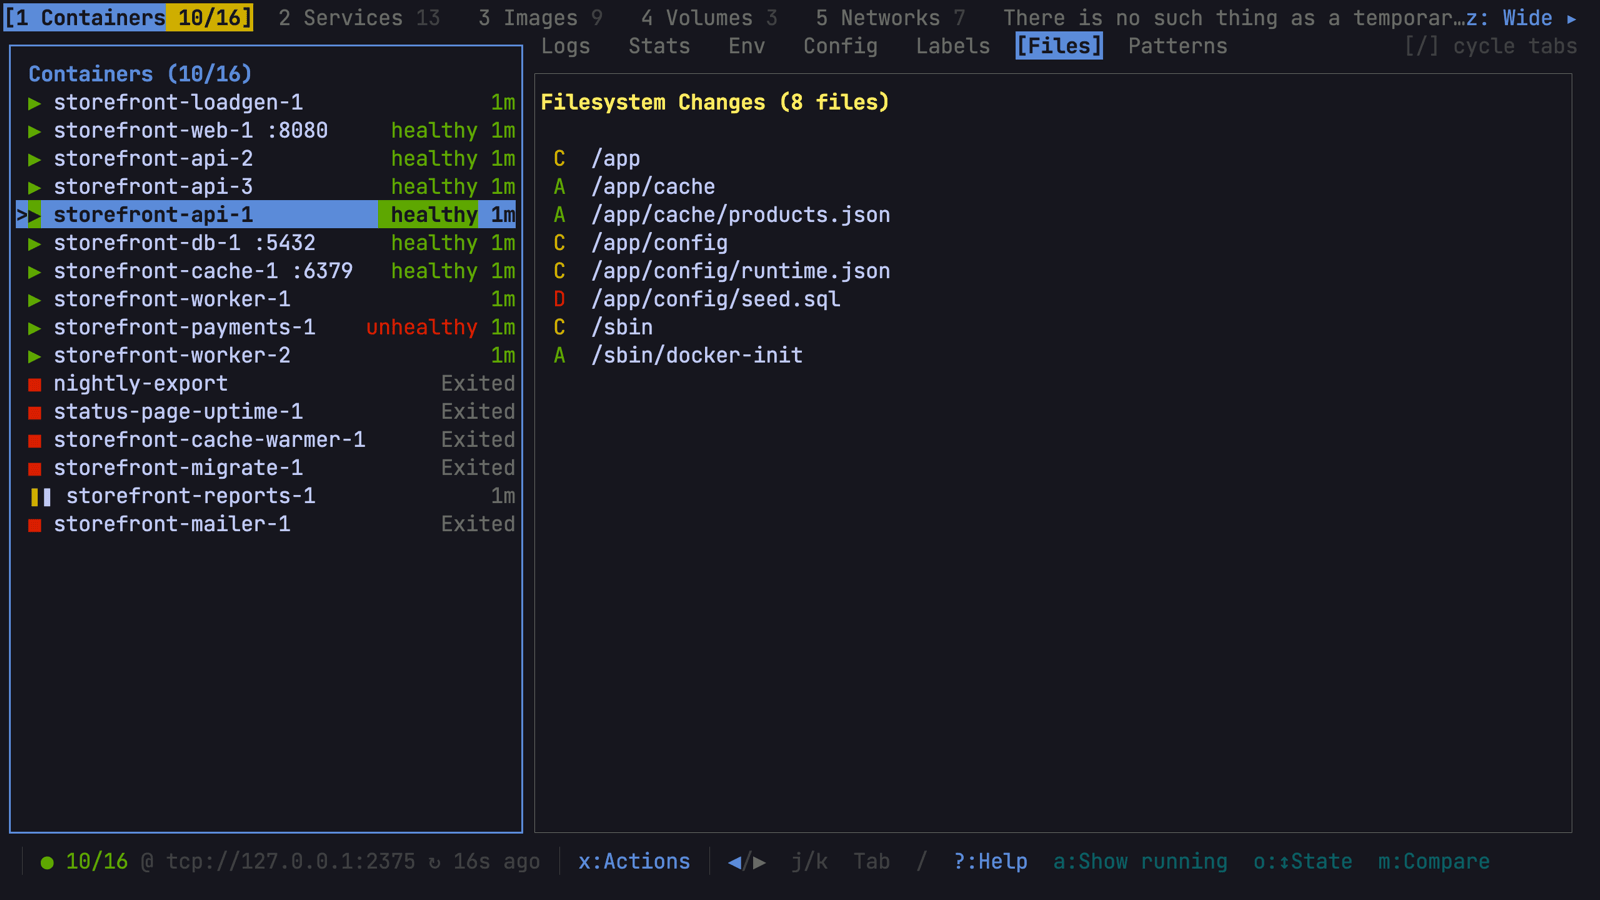 [1 Containers 10/16] 2 Services 13 3 Images 9 4 Volumes 3 5 Networks 7 There is no such thing as a temporar…z: Wide ▸
Logs Stats Env Config Labels [Files] Patterns [/] cycle tabs
Containers (10/16)
▶ storefront-loadgen-1 1m
▶ storefront-web-1 :8080 healthy 1m
▶ storefront-api-2 healthy 1m
▶ storefront-api-3 healthy 1m
>▶ storefront-api-1 healthy 1m
▶ storefront-db-1 :5432 healthy 1m
▶ storefront-cache-1 :6379 healthy 1m
▶ storefront-worker-1 1m
▶ storefront-payments-1 unhealthy 1m
▶ storefront-worker-2 1m
■ nightly-export Exited
■ status-page-uptime-1 Exited
■ storefront-cache-warmer-1 Exited
■ storefront-migrate-1 Exited
❚❚ storefront-reports-1 1m
■ storefront-mailer-1 Exited
Filesystem Changes (8 files)
C /app
A /app/cache
A /app/cache/products.json
C /app/config
C /app/config/runtime.json
D /app/config/seed.sql
C /sbin
A /sbin/docker-init
● 10/16 @ tcp://127.0.0.1:2375 ↻ 16s ago │ x:Actions │ ◀/▶ j/k Tab / ?:Help a:Show running o:↕State m:Compare